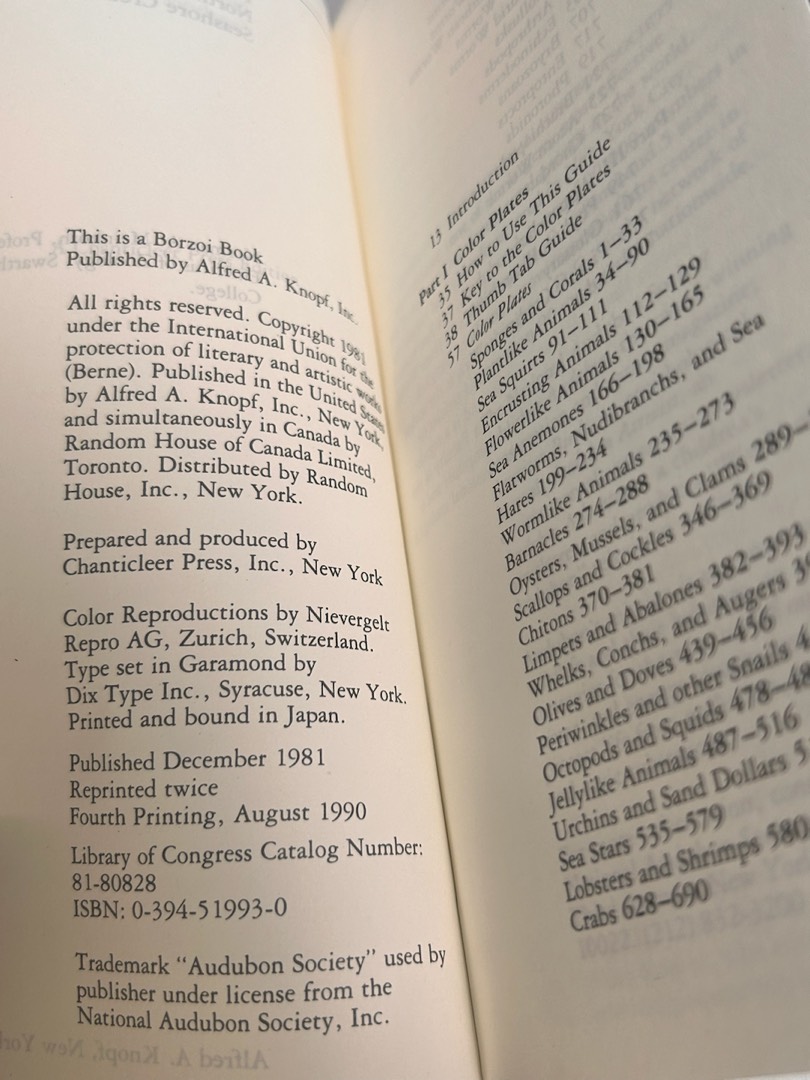 This is a Borzoi Book
Published by Alfred A. Knopf, Inc.
All rights reserved. Copyright 1981
under the International Union for the
protection of literary and artistic works
(Berne). Published in the United States
by Alfred A. Knopf, Inc., New York,
and simultaneously in Canada by
Random House of Canada Limited,
Toronto. Distributed by Random
House, Inc., New York.
Prepared and produced by
Chanticleer Press, Inc., New York
Color Reproductions by Nievergelt
Repro AG, Zurich, Switzerland.
Type set in Garamond by
Dix Type Inc., Syracuse, New York.
Printed and bound in Japan.
Published December 1981
Reprinted twice
Fourth Printing, August 1990
Library of Congress Catalog Number:
81-80828
ISBN: 0-394-51993-0
Trademark "Audubon Society" used by
publisher under license from the
National Audubon Society, Inc.
13 Introduction
Part I Color Plates
35 How to Use This Guide
37 Key to the Color Plates
38 Thumb Tab Guide
57 Color Plates
Sponges and Corals 1–33
Plantlike Animals 34–90
Sea Squirts 91–111
Encrusting Animals 112–129
Flowerlike Animals 130–165
Sea Anemones 166–198
Flatworms, Nudibranchs, and Sea
Hares 199–234
Wormlike Animals 235–273
Barnacles 274–288
Oysters, Mussels, and Clams 289–
Scallops and Cockles 346–369
Chitons 370–381
Limpets and Abalones 382–393
Whelks, Conchs, and Augers
Olives and Doves 439–456
Periwinkles and other Snails
Octopods and Squids 478–
Jellylike Animals 487–516
Urchins and Sand Dollars
Sea Stars 535–579
Lobsters and Shrimps 580
Crabs 628–690